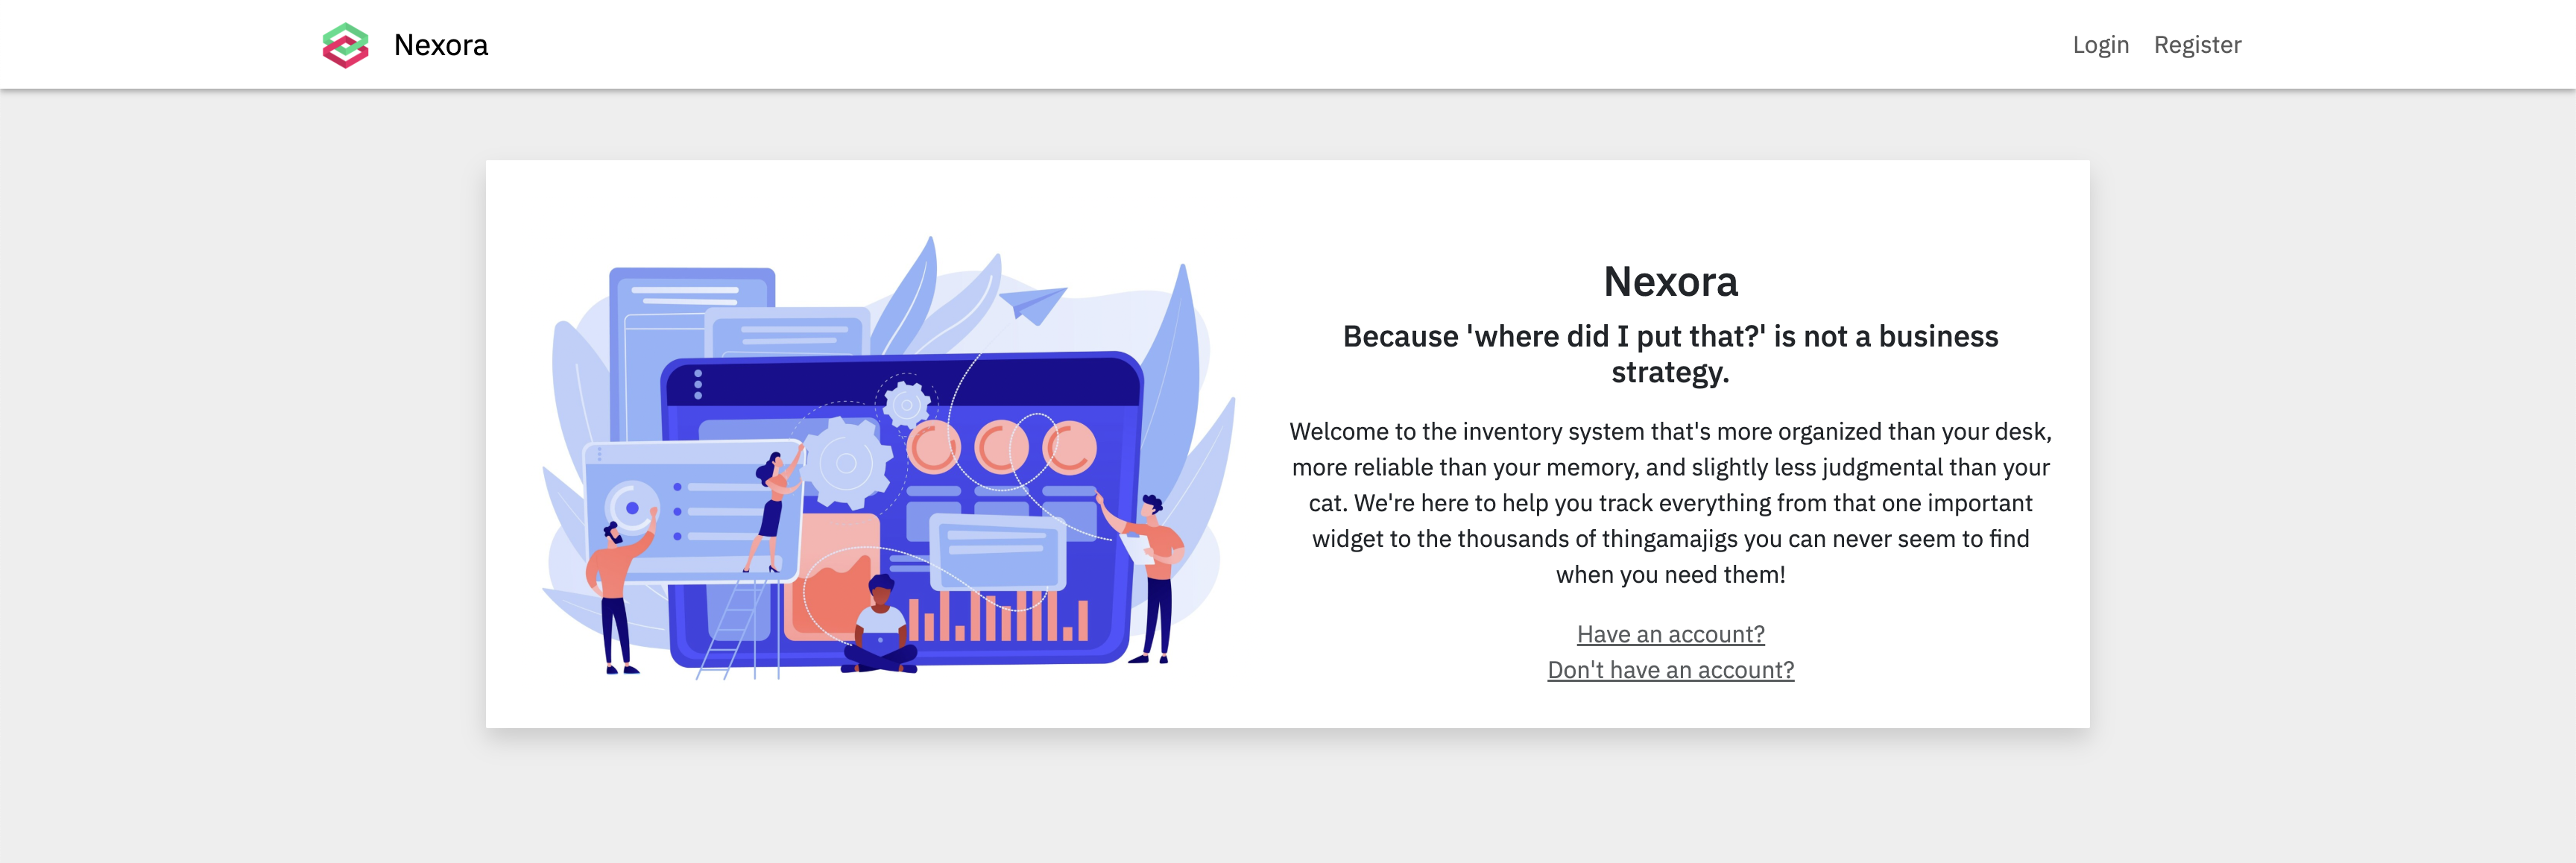 Nexora
Login Register
Nexora
Because 'where did I put that?' is not a business
strategy.
Welcome to the inventory system that's more organized than your desk,
more reliable than your memory, and slightly less judgmental than your
cat. We're here to help you track everything from that one important
widget to the thousands of thingamajigs you can never seem to find
when you need them!
Have an account?
Don't have an account?